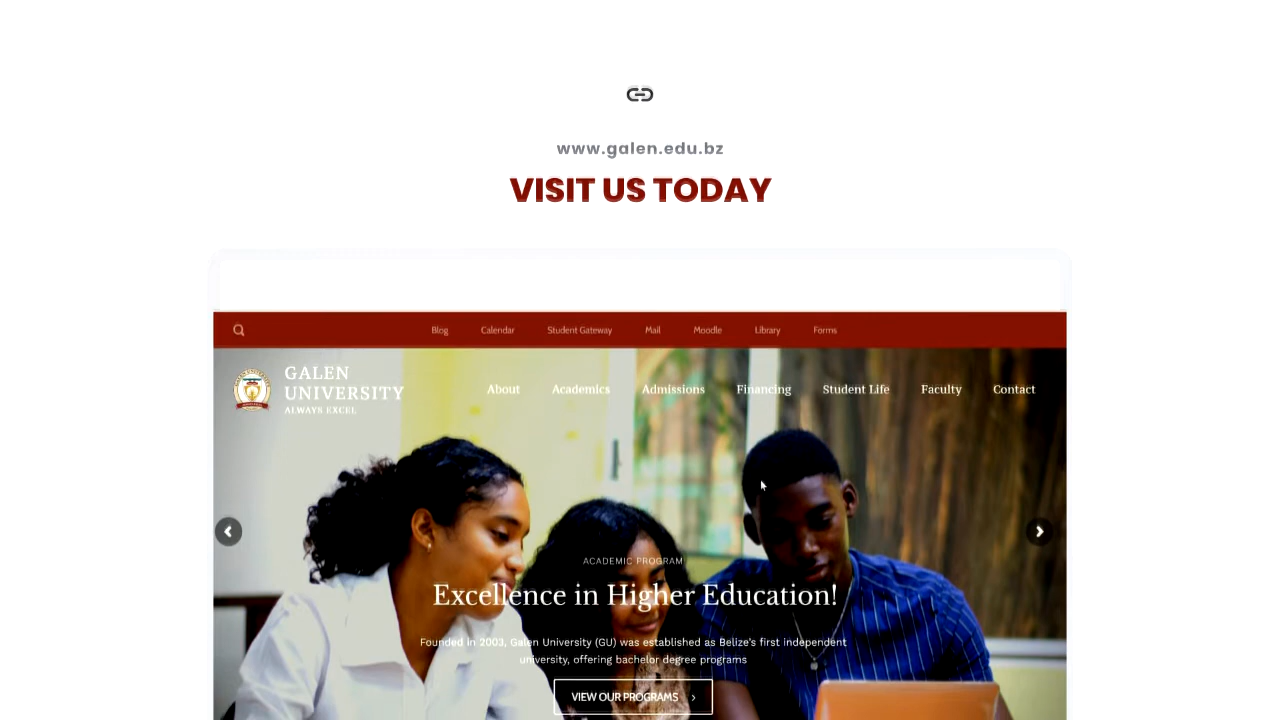 www.galen.edu.bz
VISIT US TODAY
Blog Calendar Student Gateway Mail Moodle Library Forms
GALEN
UNIVERSITY
ALWAYS EXCEL
About Academics Admissions Financing Student Life Faculty Contact
ACADEMIC PROGRAM
Excellence in Higher Education!
Founded in 2003, Galen University (GU) was established as Belize's first independent
university, offering bachelor degree programs
VIEW OUR PROGRAMS